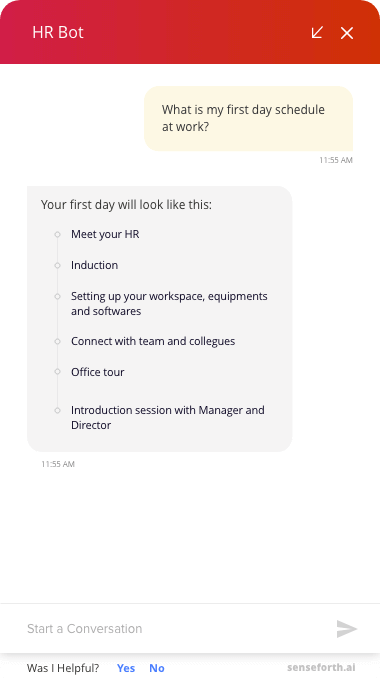 HR Bot
What is my first day schedule
at work?
11:55 AM
Your first day will look like this:
Meet your HR
Induction
Setting up your workspace, equipments
and softwares
Connect with team and collegues
Office tour
Introduction session with Manager and
Director
11:55 AM
Start a Conversation
Was I Helpful? Yes No
senseforth.ai